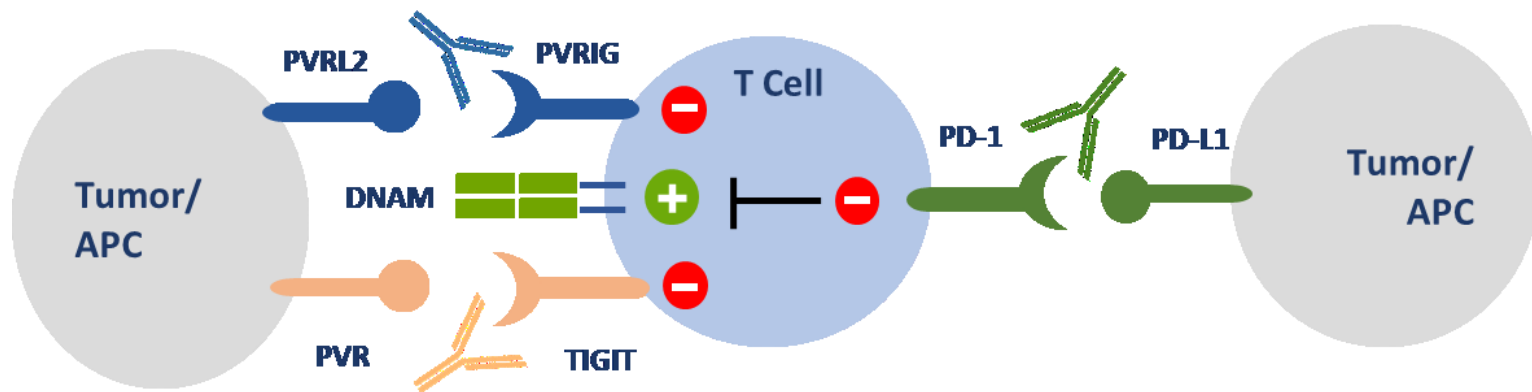 PVRL2
PVRIG
T Cell
PD-1
PD-L1
Tumor/
APC
DNAM
Tumor/
APC
PVR
TIGIT